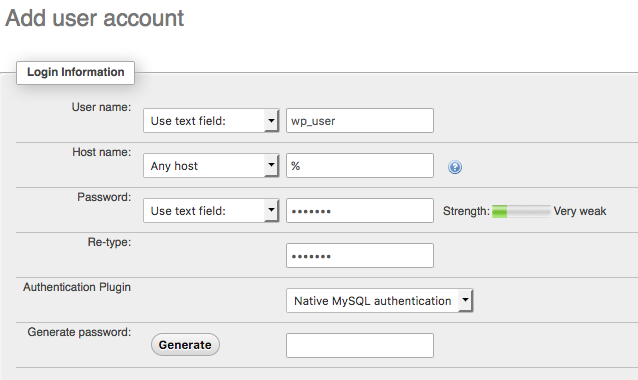 Add user account
Login Information
User name: Use text field: wp_user
Host name: Any host %
Password: Use text field: ••••••• Strength: Very weak
Re-type: •••••••
Authentication Plugin Native MySQL authentication
Generate password: Generate